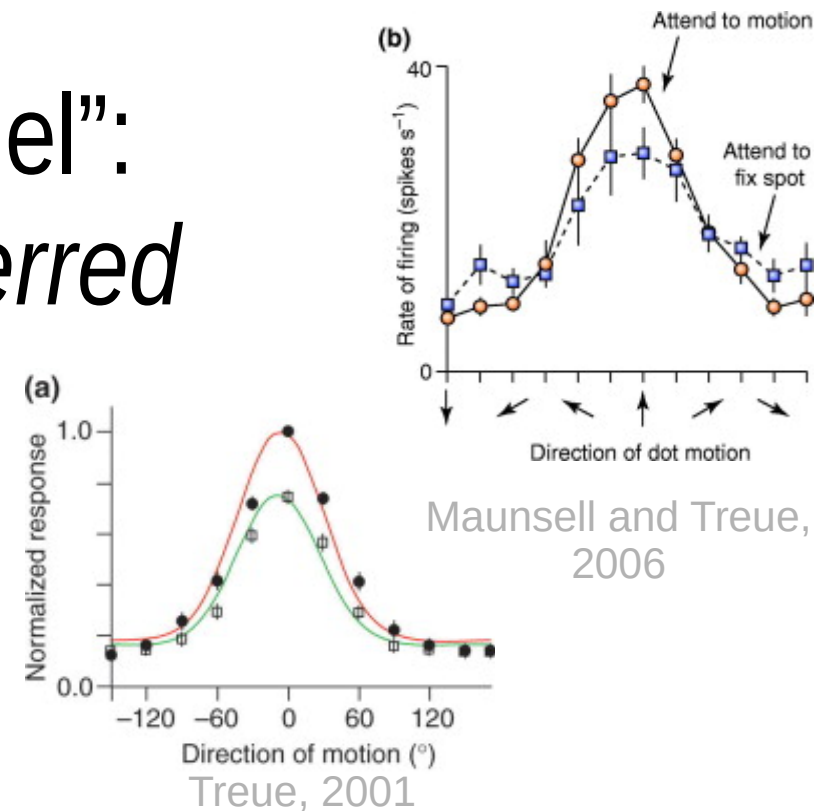 el”:
erred
(b)
Attend to motion
Attend to
fix spot
40
0
Rate of firing (spikes s⁻¹)
Direction of dot motion
Maunsell and Treue,
2006
(a)
1.0
0.0
Normalized response
−120 −60 0 60 120
Direction of motion (°)
Treue, 2001